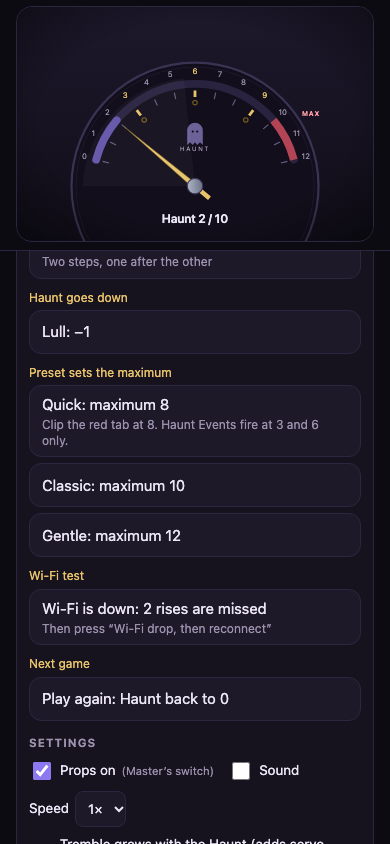 0
1
2
3
4
5
6
7
8
9
10
11
12
MAX
HAUNT
Haunt 2 / 10
Two steps, one after the other
Haunt goes down
Lull: −1
Preset sets the maximum
Quick: maximum 8
Clip the red tab at 8. Haunt Events fire at 3 and 6
only.
Classic: maximum 10
Gentle: maximum 12
Wi-Fi test
Wi-Fi is down: 2 rises are missed
Then press “Wi-Fi drop, then reconnect”
Next game
Play again: Haunt back to 0
SETTINGS
Props on (Master's switch) Sound
Speed 1×
Tremble grows with the Haunt (adds servo